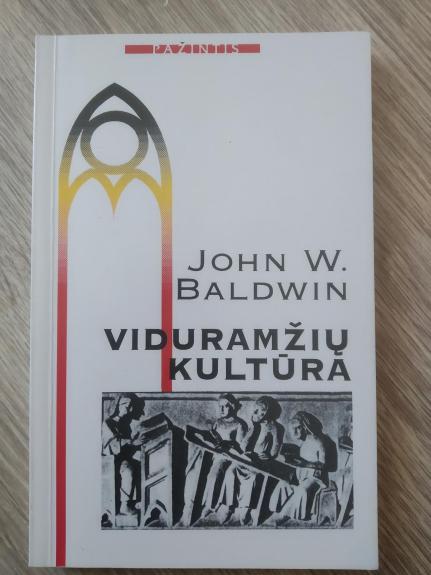 PAŽINTIS
JOHN W.
BALDWIN
VIDURAMŽIŲ
KULTŪRA